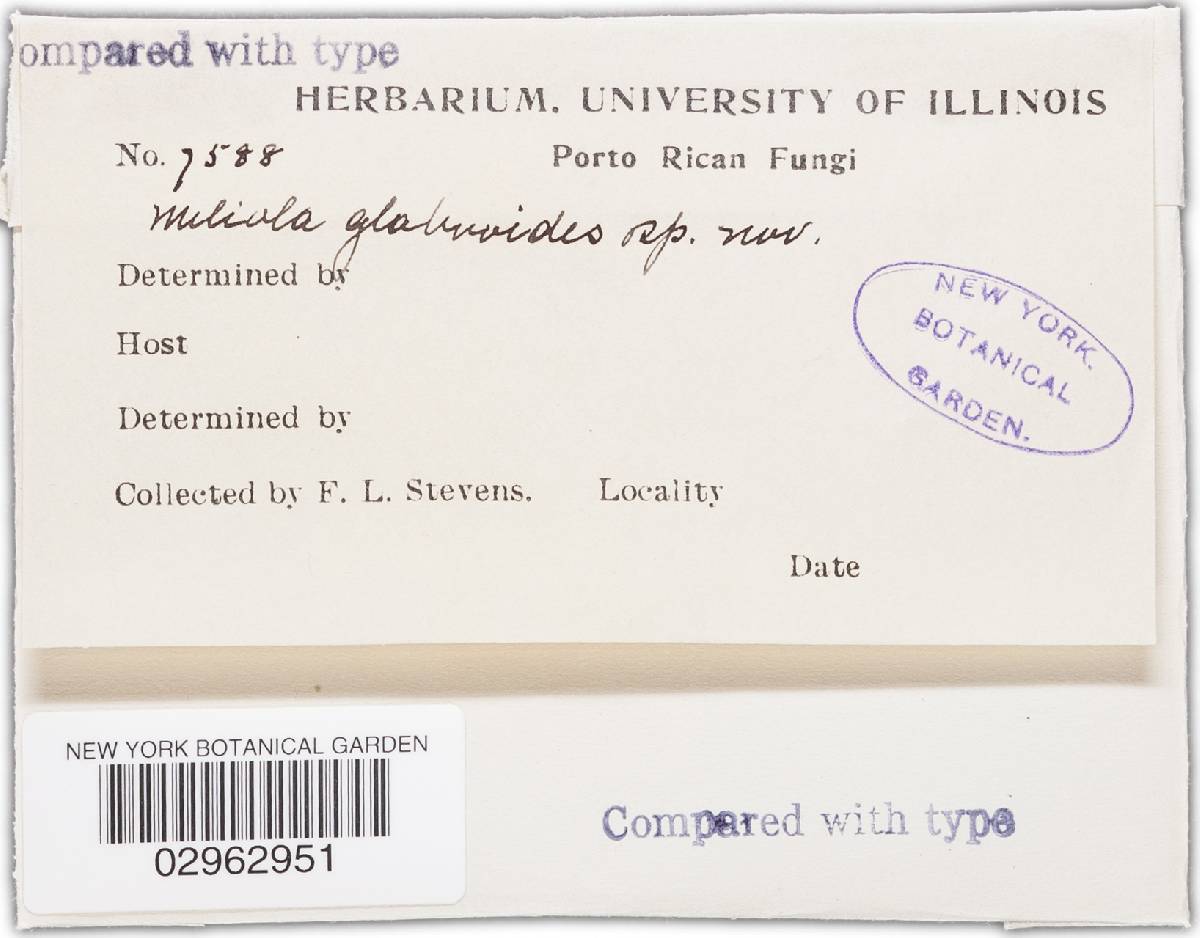 ompared with type
HERBARIUM, UNIVERSITY OF ILLINOIS
No. 7588 Porto Rican Fungi
Meliola glabroides sp. nov.
Determined by
Host
Determined by
Collected by F. L. Stevens. Locality
Date
NEW YORK.
BOTANICAL
GARDEN.
NEW YORK BOTANICAL GARDEN
02962951
Compared with type